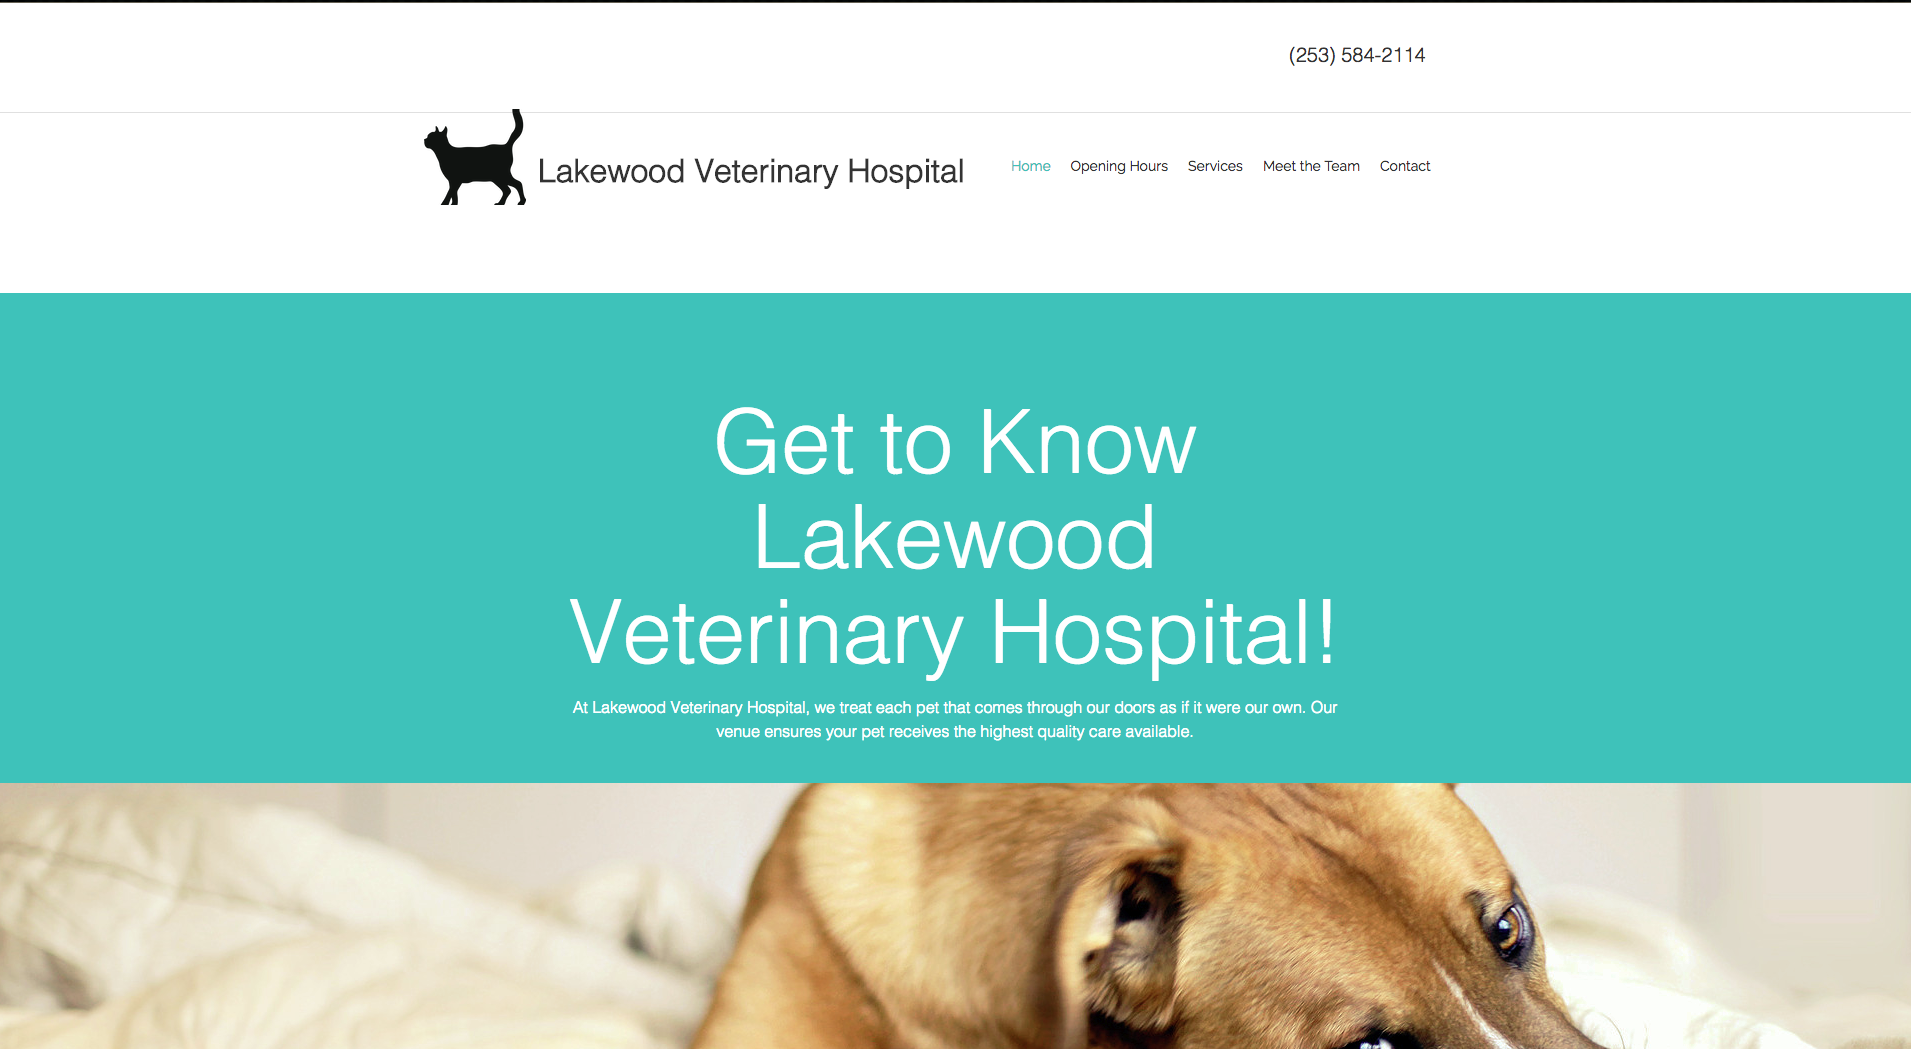 (253) 584-2114
Lakewood Veterinary Hospital
Home Opening Hours Services Meet the Team Contact
Get to Know
Lakewood
Veterinary Hospital!
At Lakewood Veterinary Hospital, we treat each pet that comes through our doors as if it were our own. Our
venue ensures your pet receives the highest quality care available.